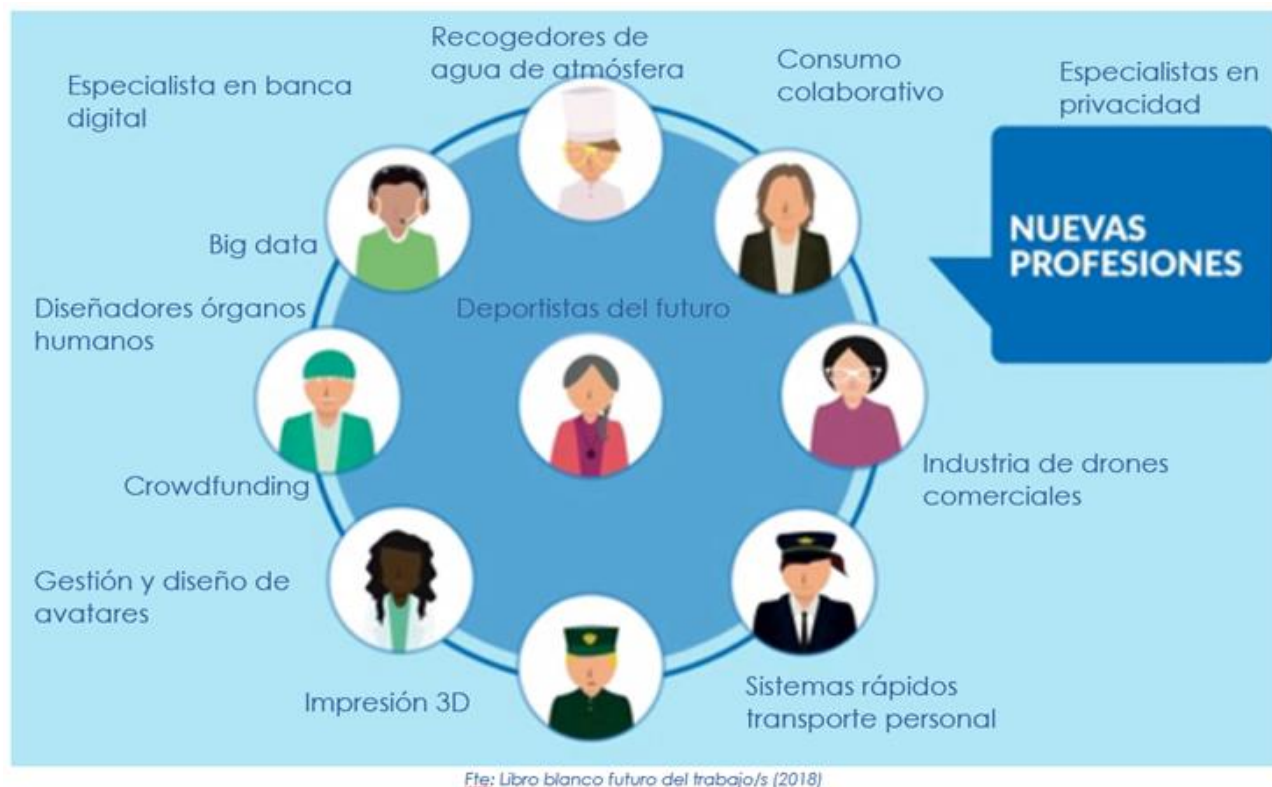 Recogedores de
agua de atmósfera
Consumo
colaborativo
Especialistas en
privacidad
Especialista en banca
digital
NUEVAS
PROFESIONES
Big data
Diseñadores órganos
humanos
Deportistas del futuro
Crowdfunding
Industria de drones
comerciales
Gestión y diseño de
avatares
Impresión 3D
Sistemas rápidos
transporte personal
Fte: Libro blanco futuro del trabajo/s (2018)